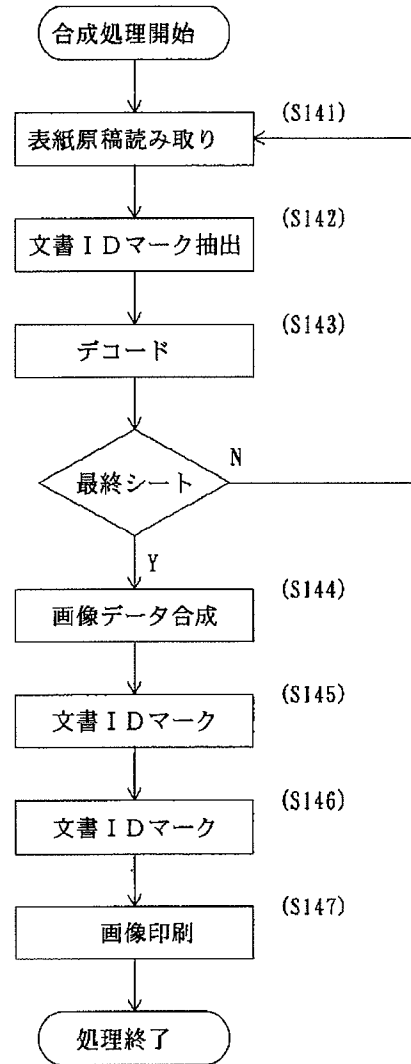 合成処理開始
(S141)
表紙原稿読み取り
(S142)
文書ＩＤマーク抽出
(S143)
デコード
最終シート
N
Y
(S144)
画像データ合成
(S145)
文書ＩＤマーク
(S146)
文書ＩＤマーク
(S147)
画像印刷
処理終了